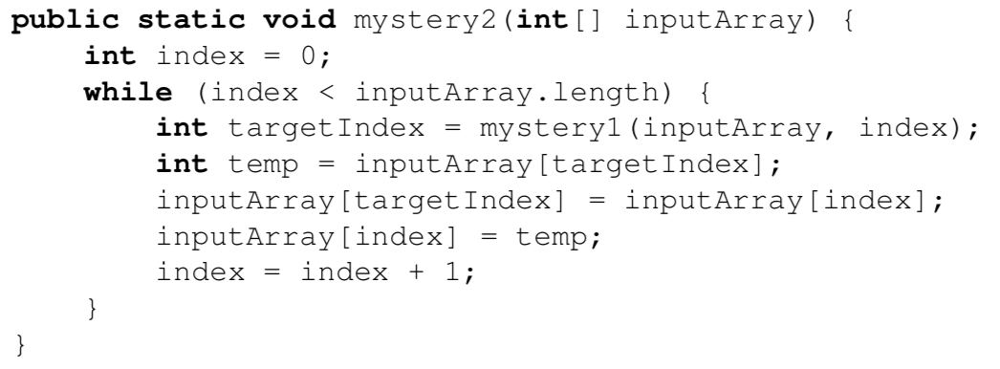 public static void mystery2(int[] inputArray) {
    int index = 0;
    while (index < inputArray.length) {
        int targetIndex = mystery1(inputArray, index);
        int temp = inputArray[targetIndex];
        inputArray[targetIndex] = inputArray[index];
        inputArray[index] = temp;
        index = index + 1;
    }
}